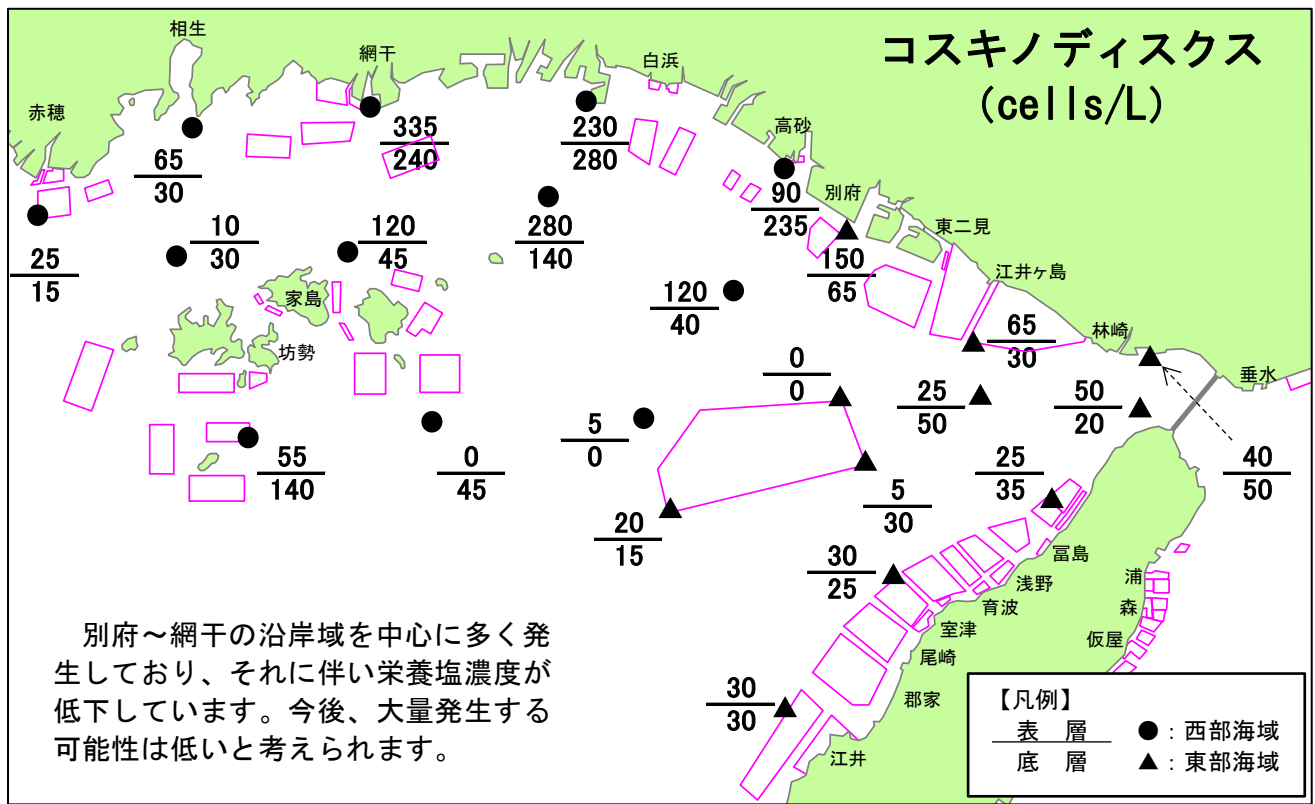 コスキノディスクス
(cells/L)
相生
網干
白浜
赤穂
高砂
別府
東二見
江井ヶ島
林崎
垂水
家島
坊勢
335
240
230
280
65
30
90
235
25
15
10
30
120
45
280
140
150
65
120
40
65
30
0
0
25
50
50
20
40
50
5
0
55
140
0
45
25
35
5
30
20
15
30
25
30
30
冨島
浅野
育波
室津
尾崎
郡家
江井
浦
森
仮屋
別府～網干の沿岸域を中心に多く発
生しており、それに伴い栄養塩濃度が
低下しています。今後、大量発生する
可能性は低いと考えられます。
【凡例】
表 層 ●：西部海域
底 層 ▲：東部海域